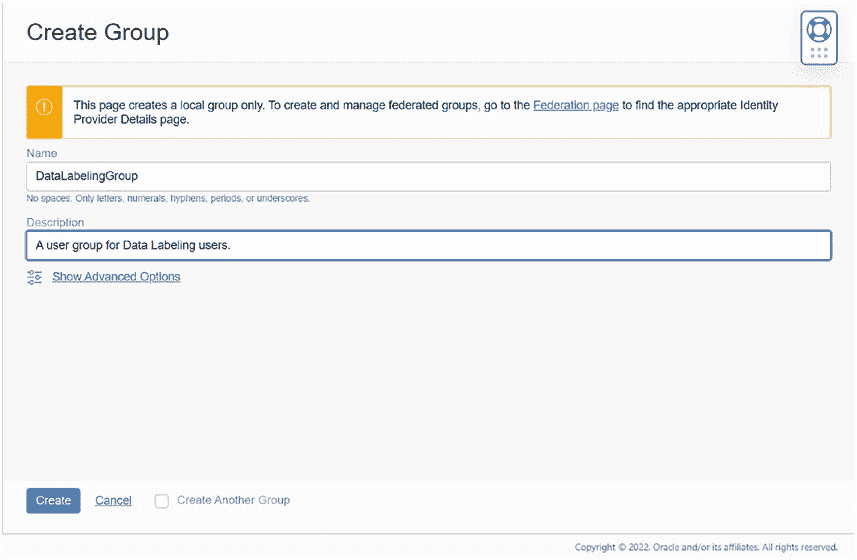 Create Group
This page creates a local group only. To create and manage federated groups, go to the Federation page to find the appropriate Identity
Provider Details page.
Name
DataLabelingGroup
No spaces. Only letters, numerals, hyphens, periods, or underscores.
Description
A user group for Data Labeling users.
Show Advanced Options
Create Cancel Create Another Group
Copyright © 2022, Oracle and/or its affiliates. All rights reserved.